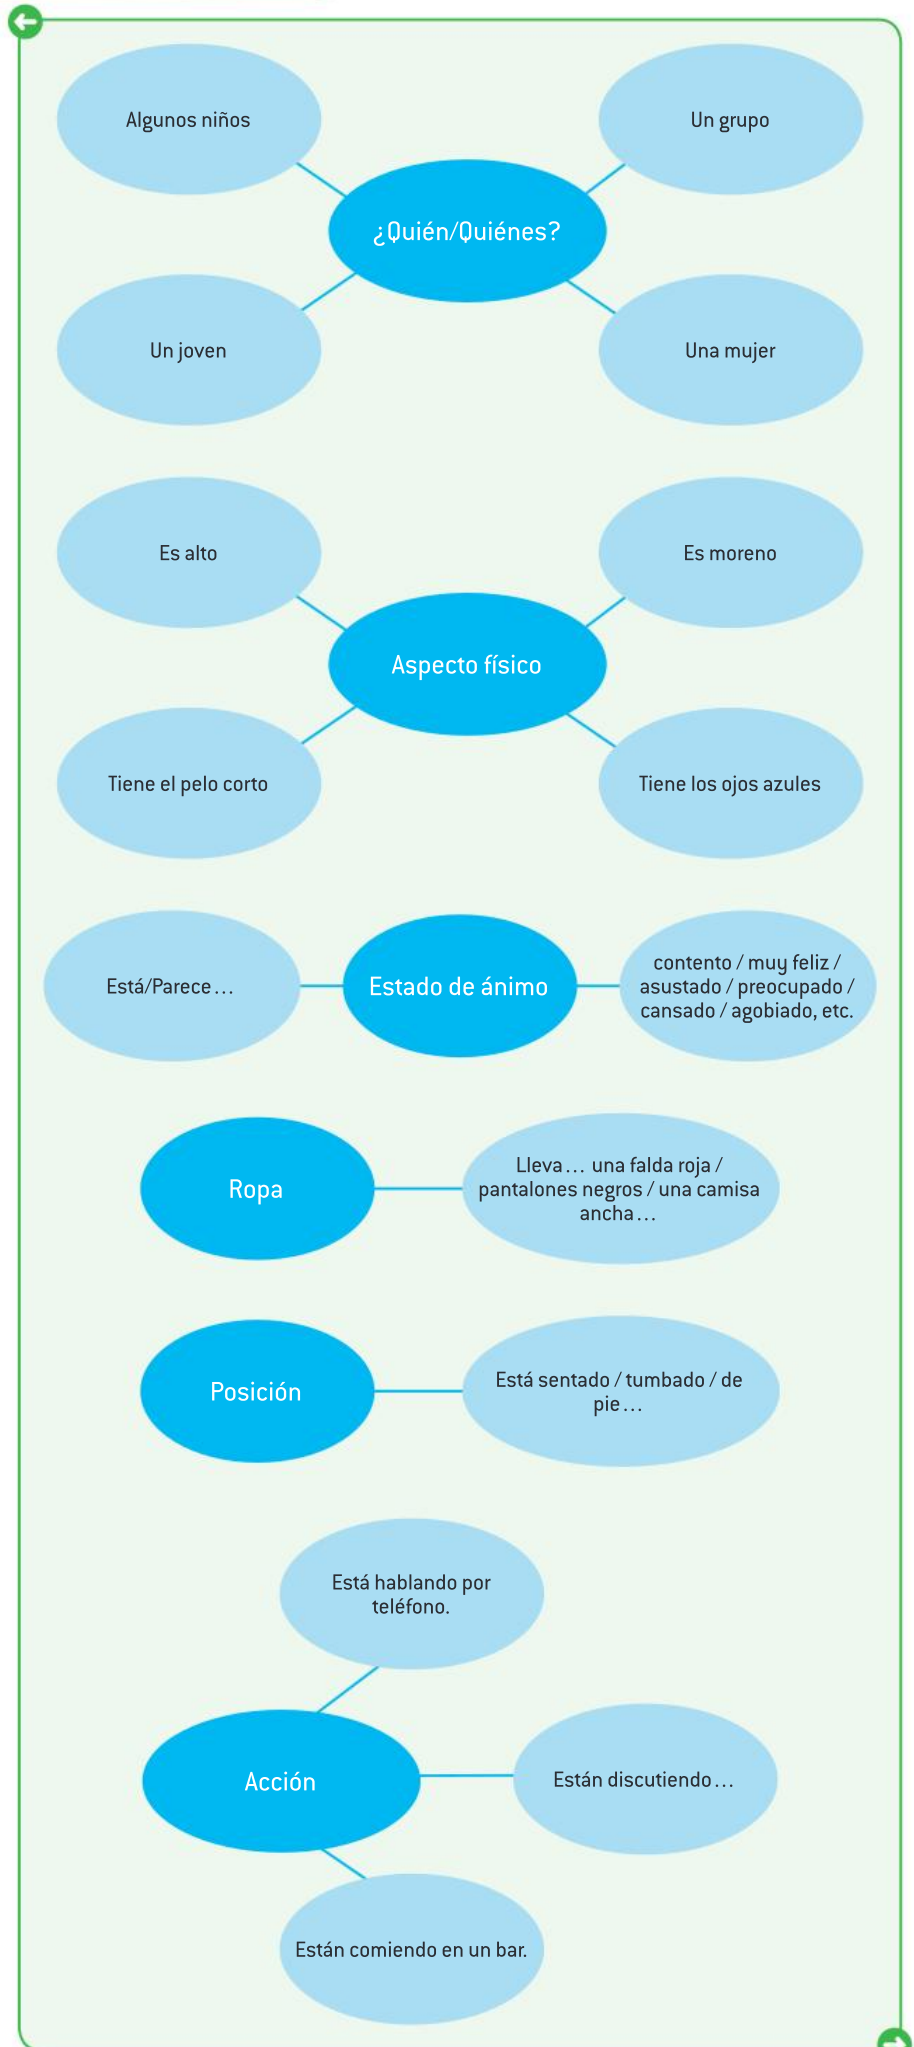 Algunos niños
Un grupo
¿Quién/Quiénes?
Un joven
Una mujer
Es alto
Es moreno
Aspecto físico
Tiene el pelo corto
Tiene los ojos azules
Está/Parece…
Estado de ánimo
contento / muy feliz /
asustado / preocupado /
cansado / agobiado, etc.
Ropa
Lleva… una falda roja /
pantalones negros / una camisa
ancha…
Posición
Está sentado / tumbado / de
pie…
Está hablando por
teléfono.
Acción
Están discutiendo…
Están comiendo en un bar.